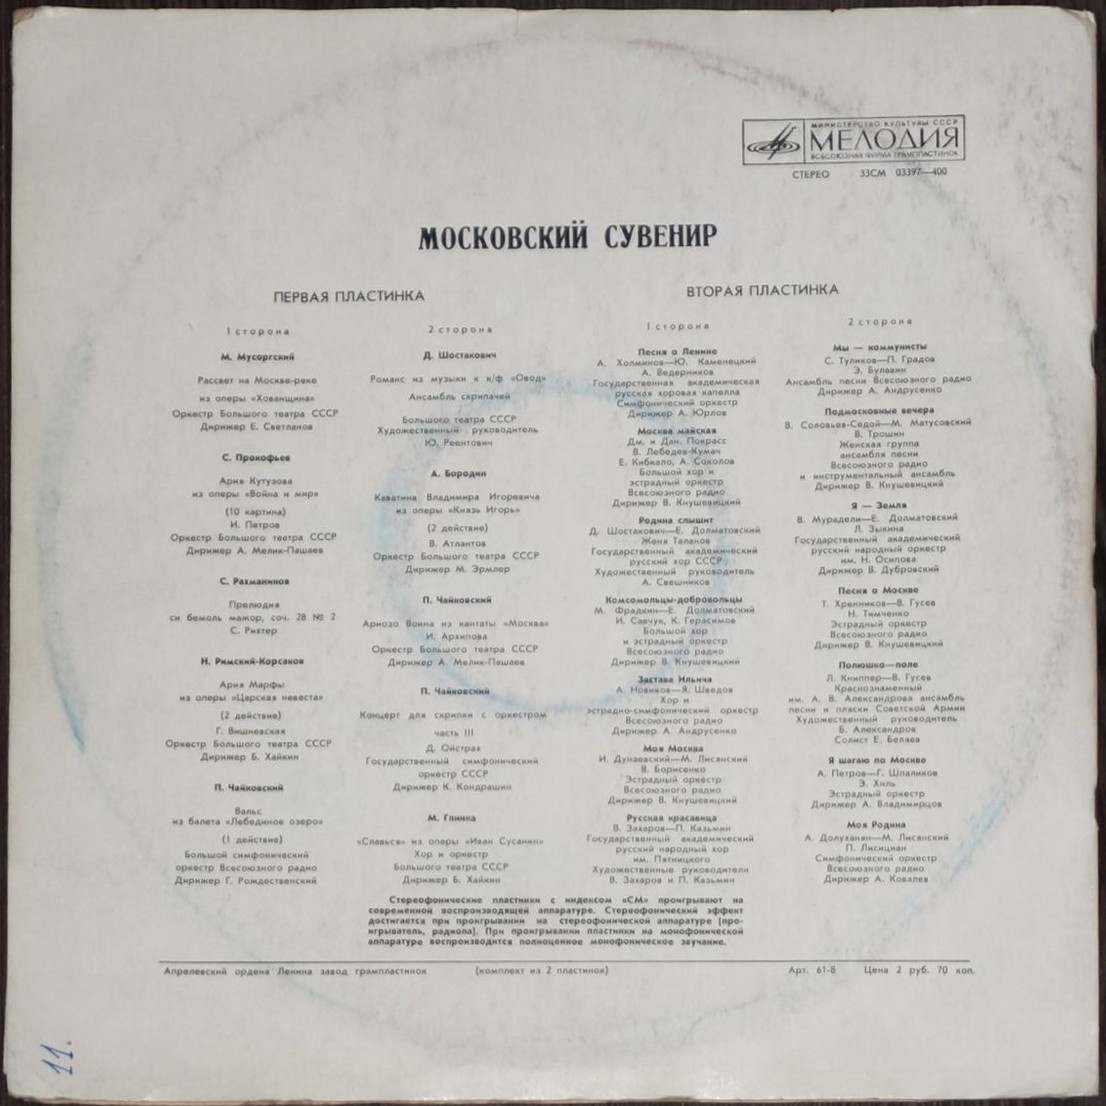 МИНИСТЕРСТВО КУЛЬТУРЫ СССР
МЕЛОДИЯ
ВСЕСОЮЗНАЯ ФИРМА ГРАМПЛАСТИНОК
СТЕРЕО 33СМ 03397—400
МОСКОВСКИЙ СУВЕНИР
ПЕРВАЯ ПЛАСТИНКА
1 сторона
М. Мусоргский
Рассвет на Москве-реке
из оперы «Хованщина»
Оркестр Большого театра СССР
Дирижер Е. Светланов
С. Прокофьев
Ария Кутузова
из оперы «Война и мир»
(10 картина)
И. Петров
Оркестр Большого театра СССР
Дирижер А. Мелик-Пашаев
С. Рахманинов
Прелюдия
си бемоль мажор, соч. 28 № 2
С. Рихтер
Н. Римский-Корсаков
Ария Марфы
из оперы «Царская невеста»
(2 действие)
Г. Вишневская
Оркестр Большого театра СССР
Дирижер Б. Хайкин
П. Чайковский
Вальс
из балета «Лебединое озеро»
(1 действие)
Большой симфонический
оркестр Всесоюзного радио
Дирижер Г. Рождественский
2 сторона
Д. Шостакович
Романс из музыки к к/ф «Овод»
Ансамбль скрипачей
Большого театра СССР
Художественный руководитель
Ю. Реентович
А. Бородин
Каватина Владимира Игоревича
из оперы «Князь Игорь»
(2 действие)
В. Атлантов
Оркестр Большого театра СССР
Дирижер М. Эрмлер
П. Чайковский
Ариозо Воина из кантаты «Москва»
И. Архипова
Оркестр Большого театра СССР
Дирижер А. Мелик-Пашаев
П. Чайковский
Концерт для скрипки с оркестром
часть III
Д. Ойстрах
Государственный симфонический
оркестр СССР
Дирижер К. Кондрашин
М. Глинка
«Славься» из оперы «Иван Сусанин»
Хор и оркестр
Большого театра СССР
Дирижер Б. Хайкин
ВТОРАЯ ПЛАСТИНКА
1 сторона
Песня о Ленине
А. Холминов—Ю. Каменецкий
А. Ведерников
Государственная академическая
русская хоровая капелла
Симфонический оркестр
Дирижер А. Юрлов
Москва майская
Дм. и Дан. Покрасс
В. Лебедев-Кумач
Е. Кибкало, А. Соколов
Большой хор и
эстрадный оркестр
Всесоюзного радио
Дирижер В. Кнушевицкий
Родина слышит
Д. Шостакович—Е. Долматовский
Женя Таланов
Государственный академический
русский хор СССР
Художественный руководитель
А. Свешников
Комсомольцы-добровольцы
М. Фрадкин—Е. Долматовский
И. Савчук, К. Герасимов
Большой хор
и эстрадный оркестр
Всесоюзного радио
Дирижер В. Кнушевицкий
Застава Ильича
А. Новиков—Я. Шведов
Хор и
эстрадно-симфонический оркестр
Всесоюзного радио
Дирижер А. Андрусенко
Моя Москва
И. Дунаевский—М. Лисянский
В. Борисенко
Эстрадный оркестр
Всесоюзного радио
Дирижер В. Кнушевицкий
Русская красавица
В. Захаров—П. Казьмин
Государственный академический
русский народный хор
им. Пятницкого
Художественные руководители
В. Захаров и П. Казьмин
2 сторона
Мы — коммунисты
С. Туликов—П. Градов
Э. Булавин
Ансамбль песни Всесоюзного радио
Дирижер А. Андрусенко
Подмосковные вечера
В. Соловьев-Седой—М. Матусовский
В. Трошин
Женская группа
ансамбля песни
Всесоюзного радио
и инструментальный ансамбль
Дирижер В. Кнушевицкий
Я — Земля
В. Мурадели—Е. Долматовский
Л. Зыкина
Государственный академический
русский народный оркестр
им. Н. Осипова
Дирижер В. Дубровский
Песня о Москве
Т. Хренников—В. Гусев
Н. Тимченко
Эстрадный оркестр
Всесоюзного радио
Дирижер В. Кнушевицкий
Полюшко—поле
Л. Книппер—В. Гусев
Краснознаменный
им. А. В. Александрова ансамбль
песни и пляски Советской Армии
Художественный руководитель
Б. Александров
Солист Е. Беляев
Я шагаю по Москве
А. Петров—Г. Шпаликов
Э. Хиль
Эстрадный оркестр
Дирижер А. Владимирцов
Моя Родина
А. Долуханян—М. Лисянский
П. Лисициан
Симфонический оркестр
Всесоюзного радио
Дирижер А. Ковалев
Стереофонические пластинки с индексом «СМ» проигрывают на
современной воспроизводящей аппаратуре. Стереофонический эффект
достигается при проигрывании на стереофонической аппаратуре (про-
игрыватель, радиола). При проигрывании пластинки на монофонической
аппаратуре воспроизводится полноценное монофоническое звучание.
Апрелевский ордена Ленина завод грампластинок (комплект из 2 пластинок) Арт. 61-8 Цена 2 руб. 70 коп.
11.